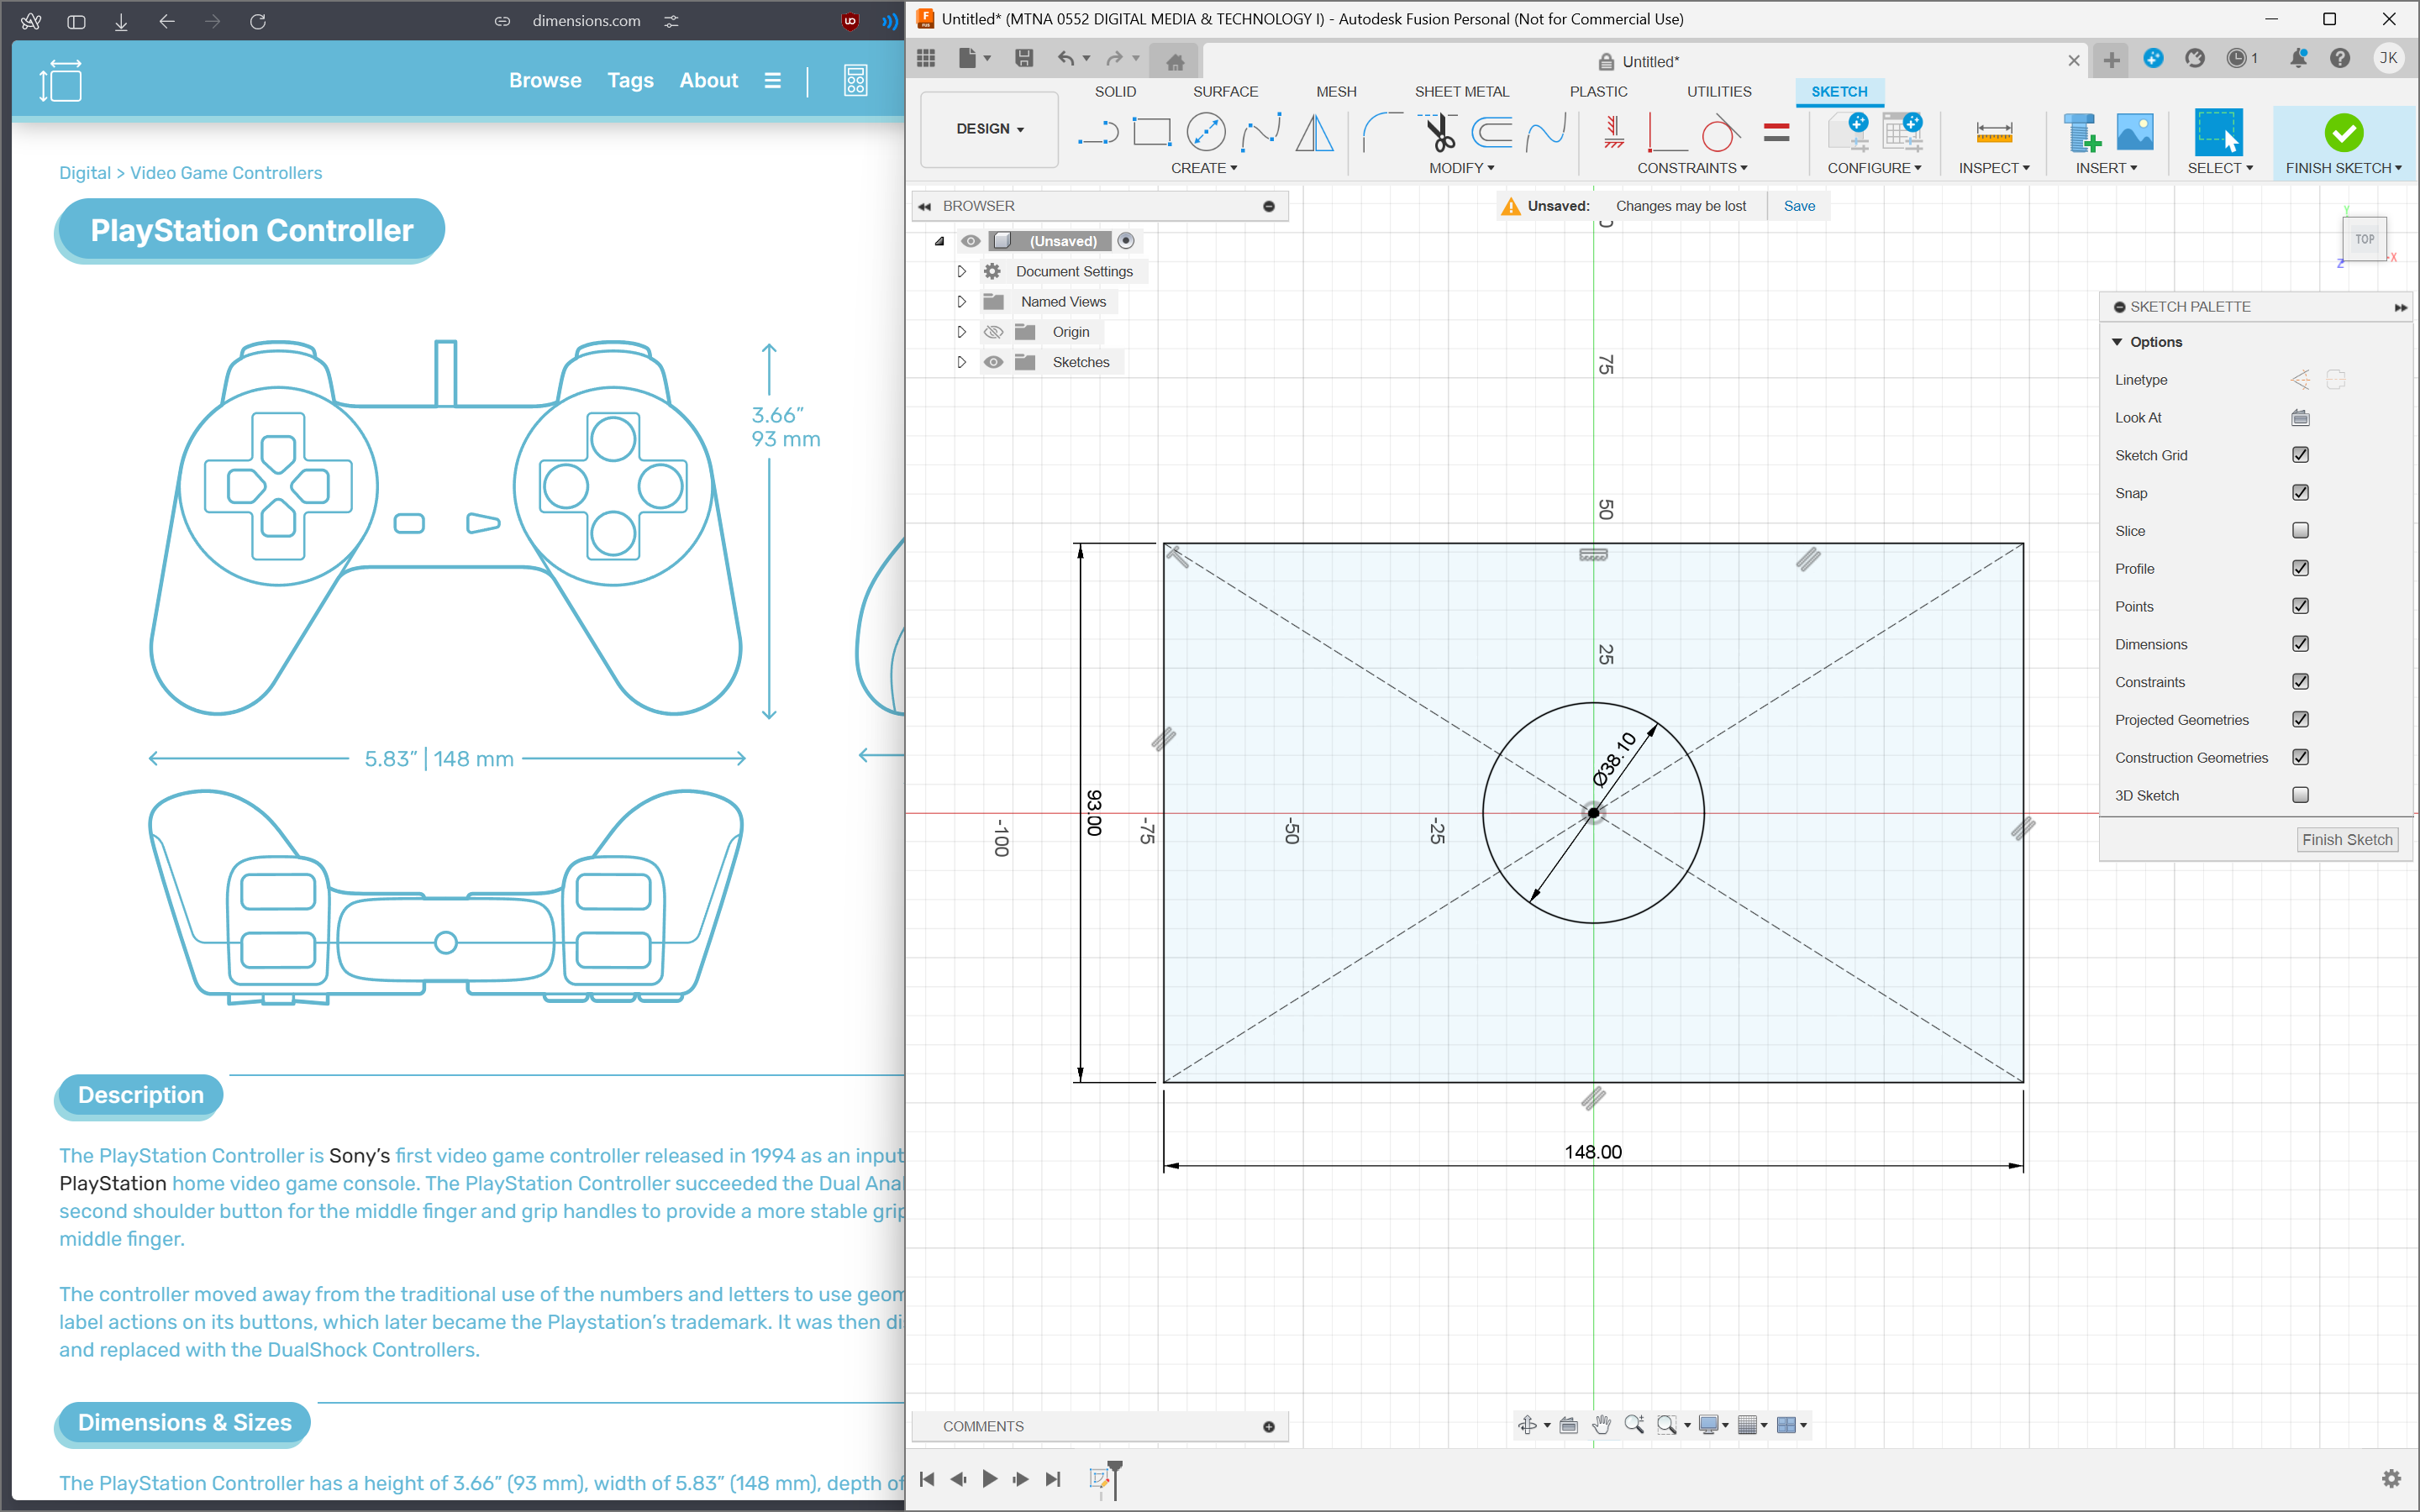 dimensions.com
Browse Tags About
Digital > Video Game Controllers
PlayStation Controller
3.66″
93 mm
5.83″ | 148 mm
Description
The PlayStation Controller is Sony’s first video game controller released in 1994 as an input
PlayStation home video game console. The PlayStation Controller succeeded the Dual
second shoulder button for the middle finger and grip handles to provide a more stable
middle finger.
The controller moved away from the traditional use of the numbers and letters to use
label actions on its buttons, which later became the Playstation’s trademark. It was then
and replaced with the DualShock Controllers.
Dimensions & Sizes
The PlayStation Controller has a height of 3.66″ (93 mm), width of 5.83″ (148 mm), depth of
Untitled* (MTNA 0552 DIGITAL MEDIA & TECHNOLOGY I) - Autodesk Fusion Personal (Not for Commercial Use)
Untitled*
1
JK
DESIGN
SOLID SURFACE MESH SHEET METAL PLASTIC UTILITIES SKETCH
CREATE MODIFY CONSTRAINTS CONFIGURE INSPECT INSERT SELECT FINISH SKETCH
BROWSER
Unsaved: Changes may be lost Save
(Unsaved)
Document Settings
Named Views
Origin
Sketches
TOP
Y
X
Z
SKETCH PALETTE
Options
Linetype
Look At
Sketch Grid
Snap
Slice
Profile
Points
Dimensions
Constraints
Projected Geometries
Construction Geometries
3D Sketch
Finish Sketch
75
50
25
Ø38.10
93.00
-100
-75
-50
-25
148.00
COMMENTS